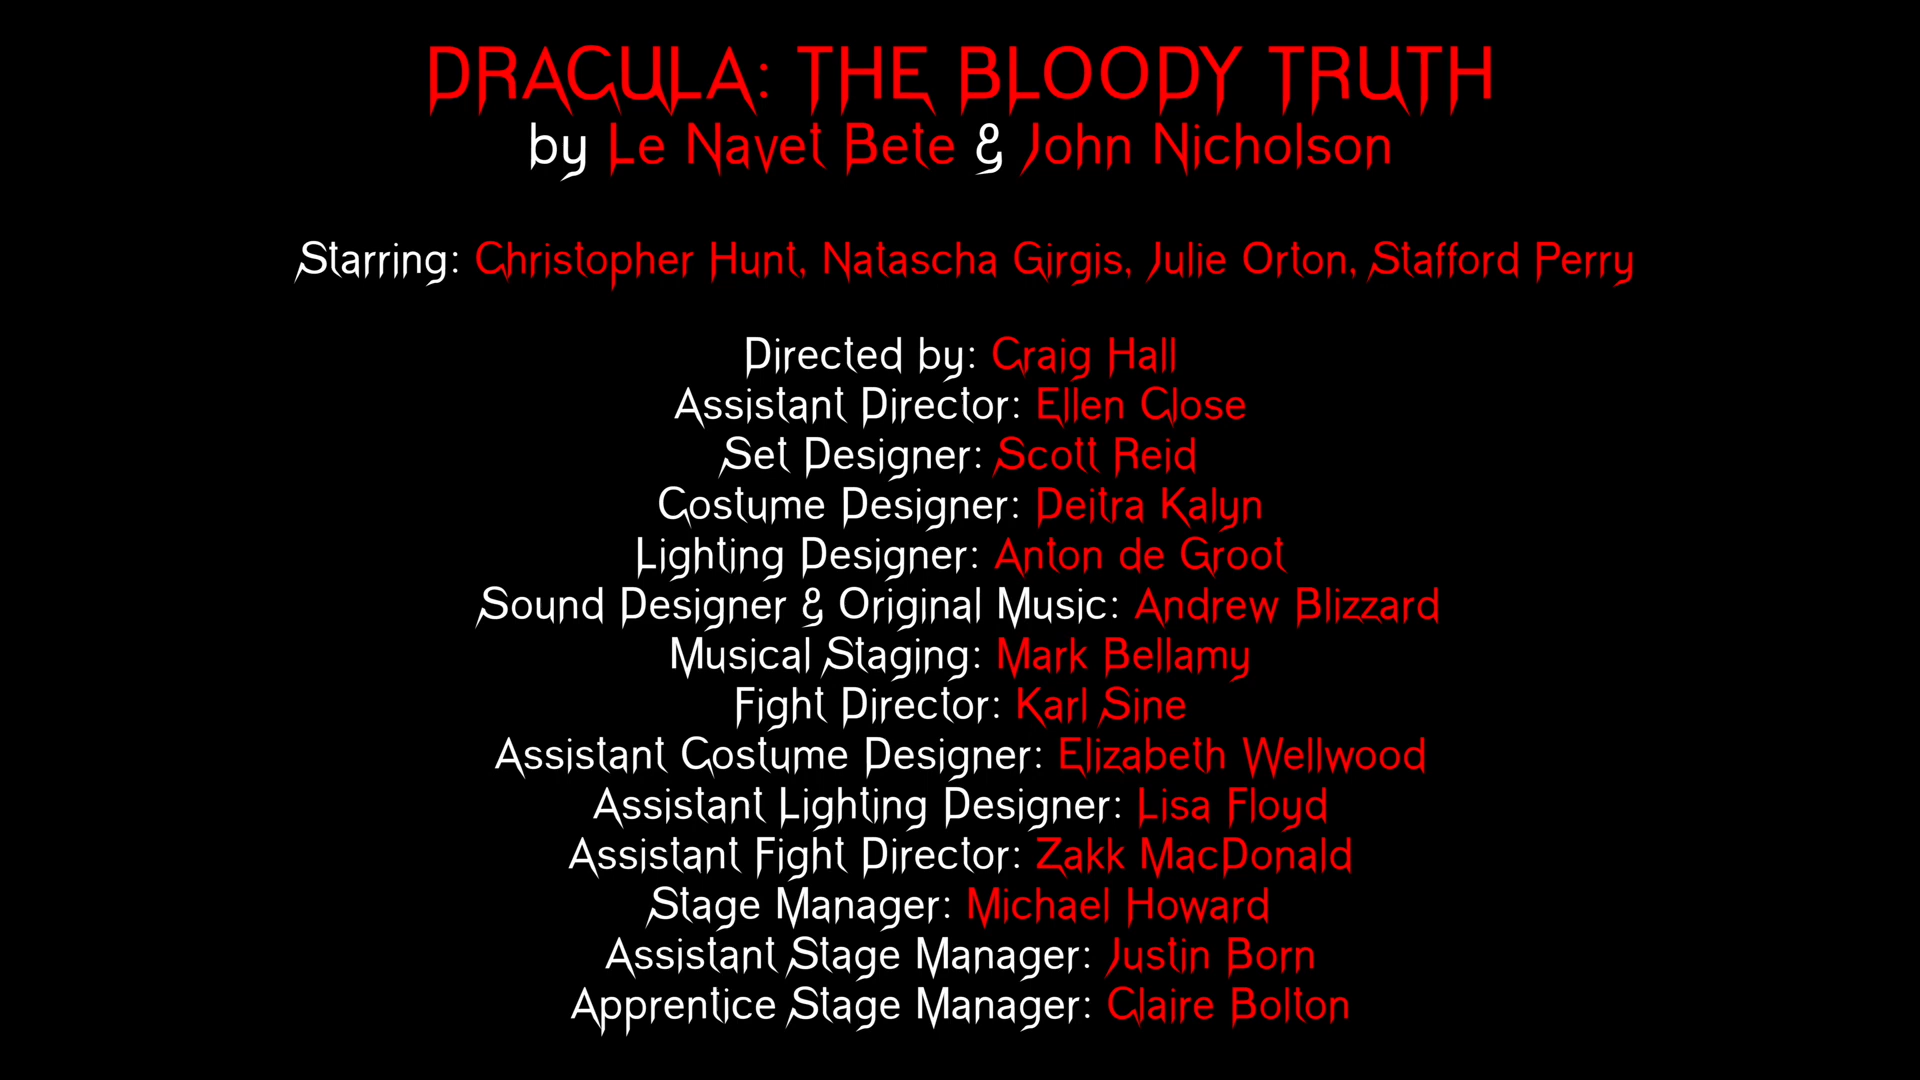 DRACULA: THE BLOODY TRUTH
by Le Navet Bete & John Nicholson
Starring: Christopher Hunt, Natascha Girgis, Julie Orton, Stafford Perry
Directed by: Craig Hall
Assistant Director: Ellen Close
Set Designer: Scott Reid
Costume Designer: Deitra Kalyn
Lighting Designer: Anton de Groot
Sound Designer & Original Music: Andrew Blizzard
Musical Staging: Mark Bellamy
Fight Director: Karl Sine
Assistant Costume Designer: Elizabeth Wellwood
Assistant Lighting Designer: Lisa Floyd
Assistant Fight Director: Zakk MacDonald
Stage Manager: Michael Howard
Assistant Stage Manager: Justin Born
Apprentice Stage Manager: Claire Bolton